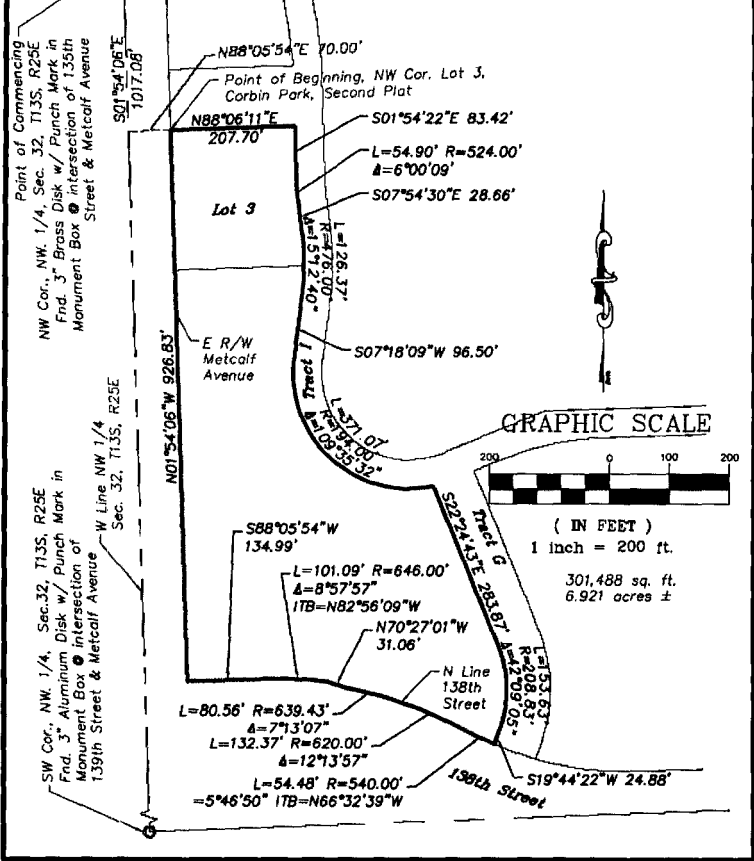 Point of Commencing
NW Cor., NW. 1/4, Sec. 32, T13S, R25E
Fnd. 3" Brass Disk w/ Punch Mark in
Monument Box @ intersection of 135th
Street & Metcalf Avenue
S01°54'06"E
1017.08'
N88°05'54"E 70.00'
Point of Beginning, NW Cor. Lot 3,
Corbin Park, Second Plat
N88°06'11"E
207.70'
S01°54'22"E 83.42'
L=54.90' R=524.00'
Δ=6°00'09"
S07°54'30"E 28.66'
Lot 3
L=126.37'
R=476.00'
Δ=15°12'40"
E R/W
Metcalf
Avenue
S07°18'09"W 96.50'
Tract I
N01°54'06"W 926.83'
L=371.07'
R=194.00'
Δ=109°35'32"
W Line NW 1/4
Sec. 32, T13S, R25E
GRAPHIC SCALE
200 0 100 200
( IN FEET )
1 inch = 200 ft.
301,488 sq. ft.
6.921 acres ±
Tract G
S22°24'43"E 283.87'
SW Cor., NW. 1/4, Sec.32, T13S, R25E
Fnd. 3" Aluminum Disk w/ Punch Mark in
Monument Box @ intersection of
139th Street & Metcalf Avenue
S88°05'54"W
134.99'
L=101.09' R=646.00'
Δ=8°57'57"
ITB=N82°56'09"W
N70°27'01"W
31.06'
N Line
138th
Street
L=153.63'
R=208.83'
Δ=42°09'05"
L=80.56' R=639.43'
Δ=7°13'07"
L=132.37' R=620.00'
Δ=12°13'57"
L=54.48' R=540.00'
=5°46'50" ITB=N66°32'39"W
S19°44'22"W 24.88'
138th Street